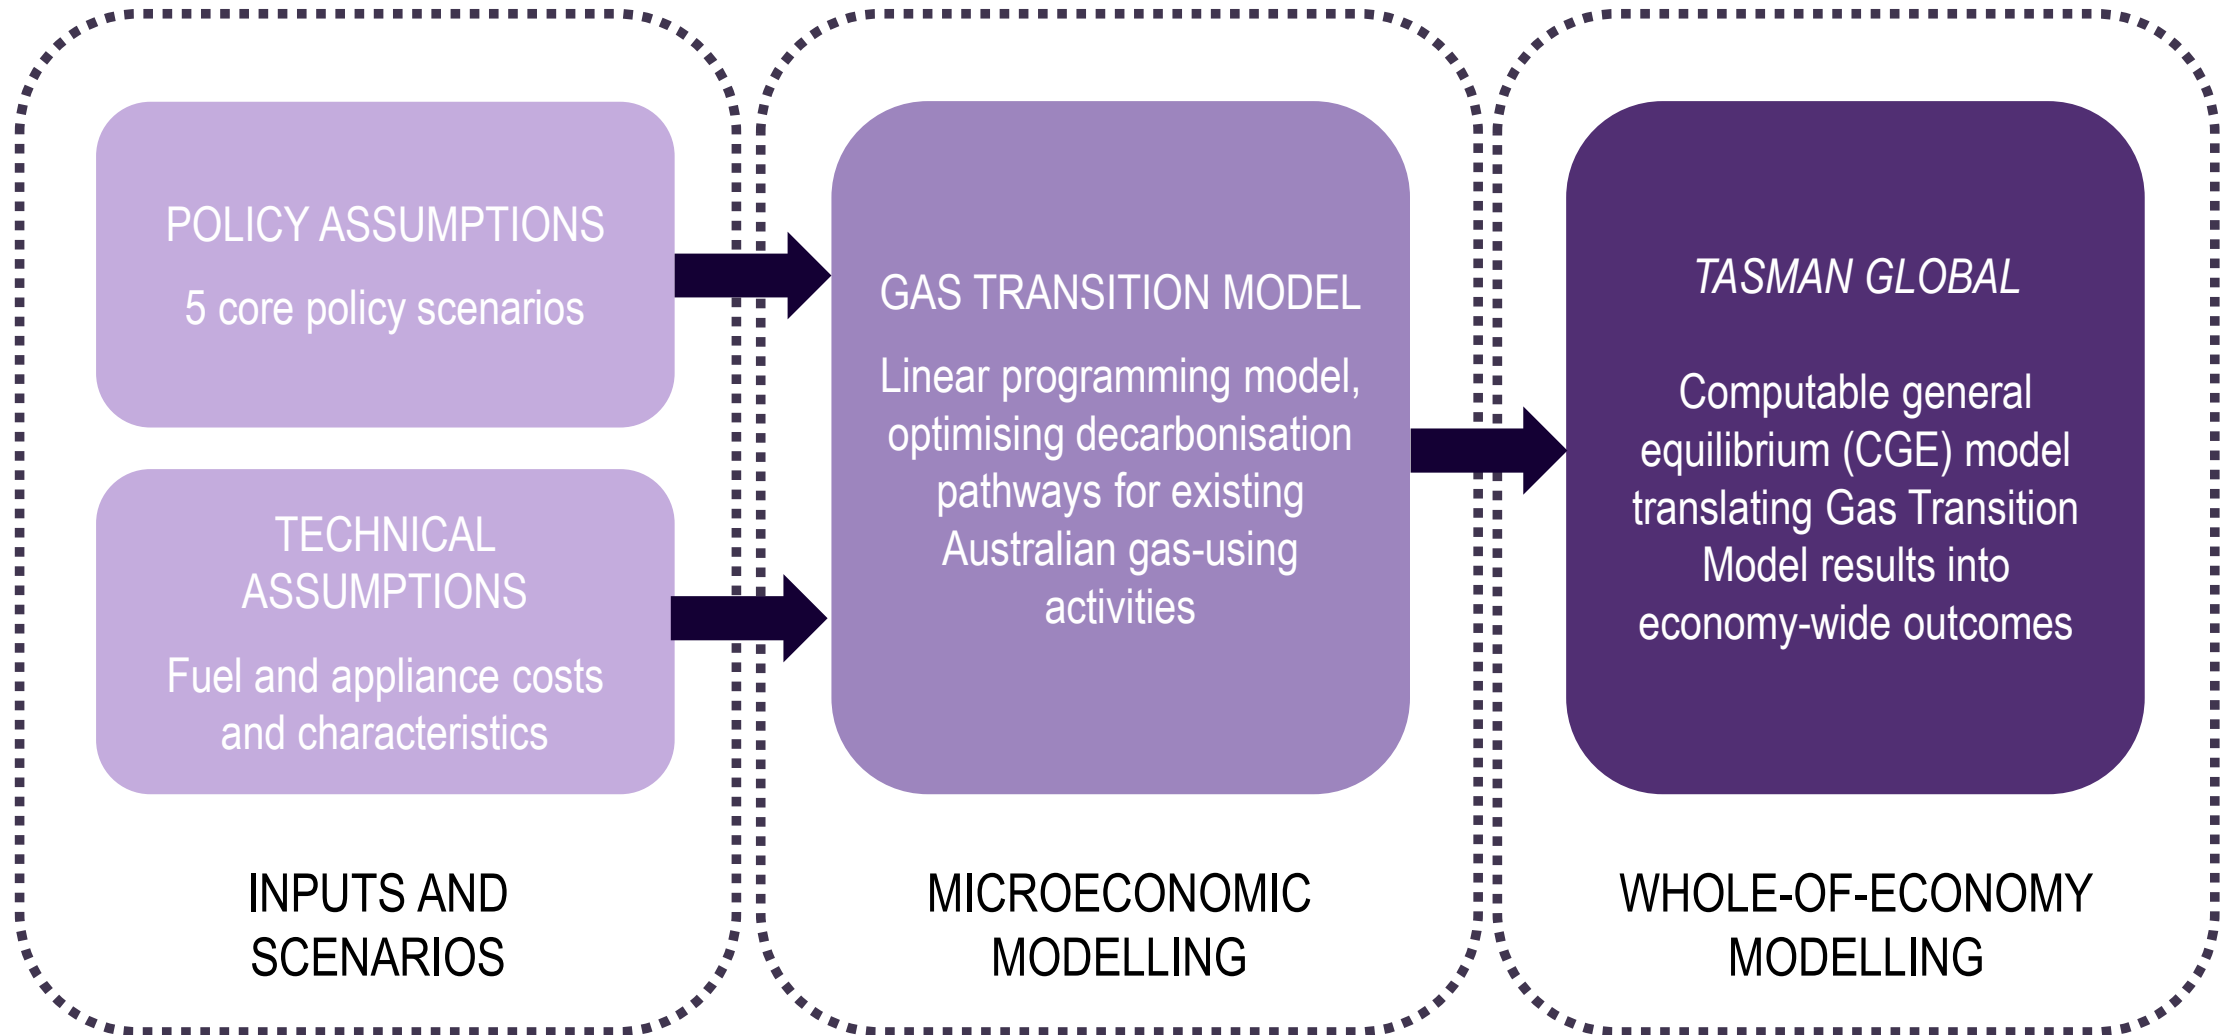 POLICY ASSUMPTIONS
5 core policy scenarios
TECHNICAL
ASSUMPTIONS
Fuel and appliance costs
and characteristics
INPUTS AND
SCENARIOS
GAS TRANSITION MODEL
Linear programming model,
optimising decarbonisation
pathways for existing
Australian gas-using
activities
MICROECONOMIC
MODELLING
TASMAN GLOBAL
Computable general
equilibrium (CGE) model
translating Gas Transition
Model results into
economy-wide outcomes
WHOLE-OF-ECONOMY
MODELLING